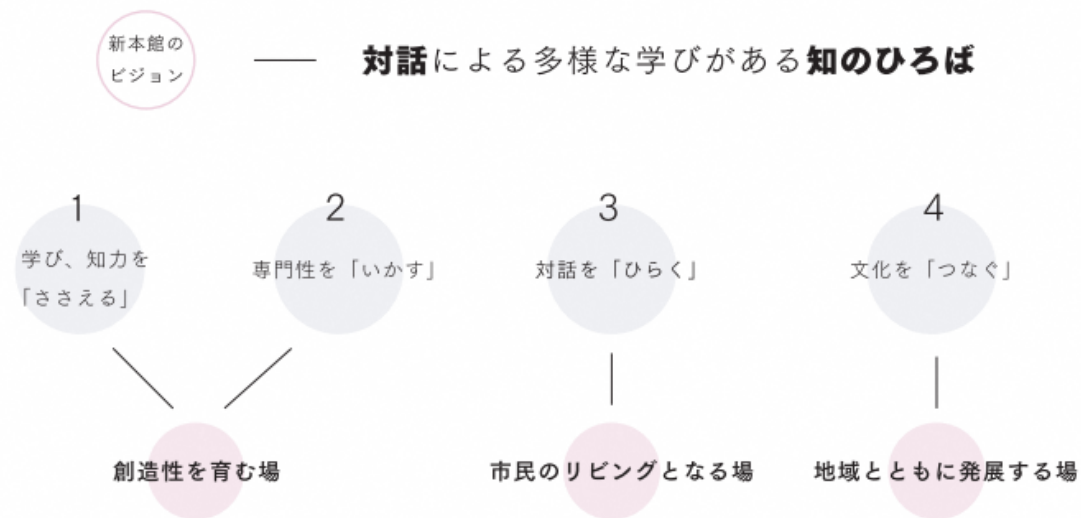 新本館の
ビジョン
対話による多様な学びがある知のひろば
1
学び、知力を
「ささえる」
2
専門性を「いかす」
3
対話を「ひらく」
4
文化を「つなぐ」
創造性を育む場
市民のリビングとなる場
地域とともに発展する場